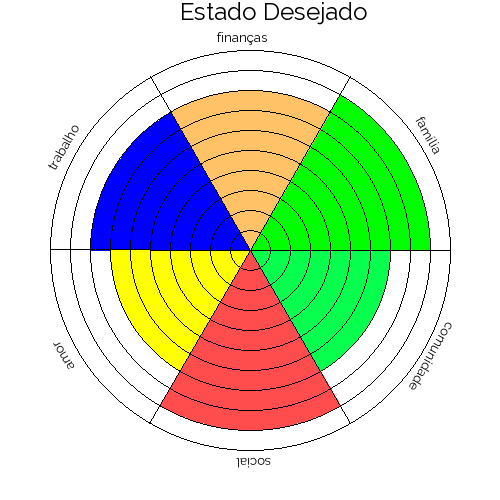 Estado Desejado
finanças
família
trabalho
comunidade
amor
social